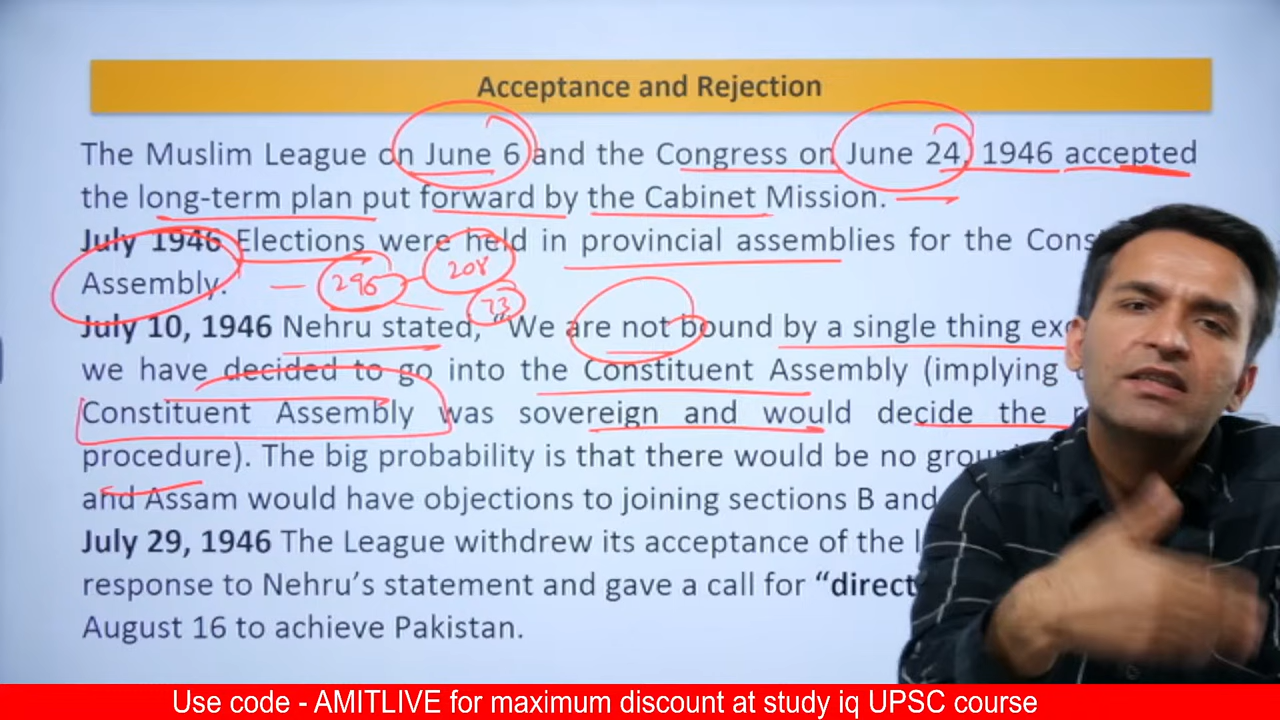 Acceptance and Rejection
The Muslim League on June 6 and the Congress on June 24, 1946 accepted
the long-term plan put forward by the Cabinet Mission.
July 1946 Elections were held in provincial assemblies for the
Assembly. – 296 208
73
July 10, 1946 Nehru stated, "We are not bound by a single thing
we have decided to go into the Constituent Assembly (implying
Constituent Assembly was sovereign and would decide the
procedure). The big probability is that there would be no
and Assam would have objections to joining sections B and
July 29, 1946 The League withdrew its acceptance of the
response to Nehru's statement and gave a call for "direct
August 16 to achieve Pakistan.
Use code - AMITLIVE for maximum discount at study iq UPSC course